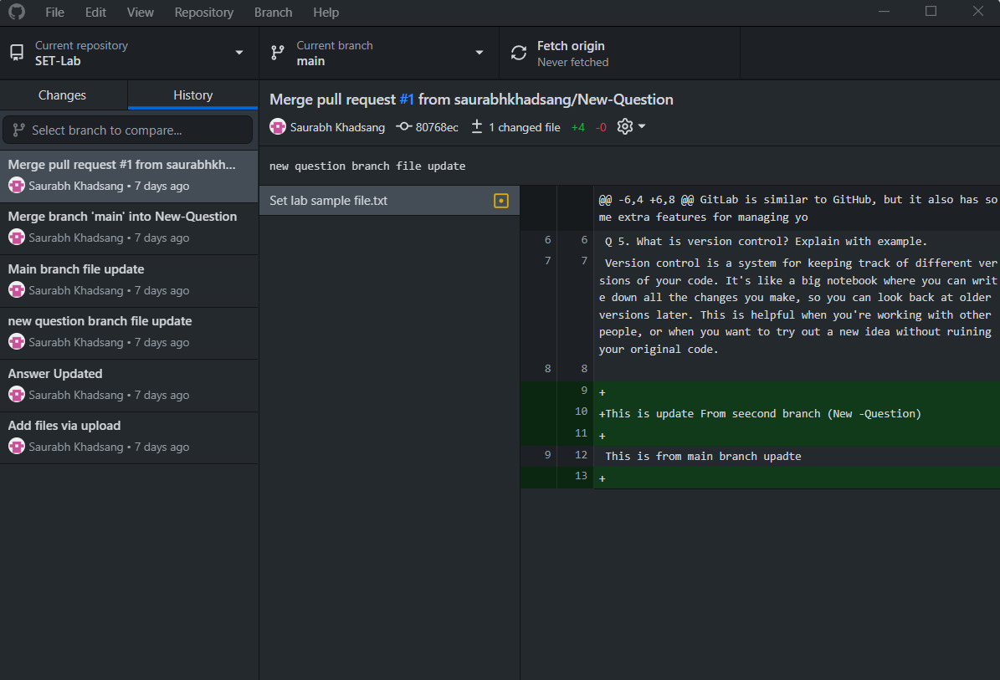 File Edit View Repository Branch Help
Current repository
SET-Lab
Current branch
main
Fetch origin
Never fetched
Changes
History
Select branch to compare...
Merge pull request #1 from saurabhkh...
Saurabh Khadsang • 7 days ago
Merge branch 'main' into New-Question
Saurabh Khadsang • 7 days ago
Main branch file update
Saurabh Khadsang • 7 days ago
new question branch file update
Saurabh Khadsang • 7 days ago
Answer Updated
Saurabh Khadsang • 7 days ago
Add files via upload
Saurabh Khadsang • 7 days ago
Merge pull request #1 from saurabhkhadsang/New-Question
Saurabh Khadsang 80768ec 1 changed file +4 -0
new question branch file update
Set lab sample file.txt
@@ -6,4 +6,8 @@ GitLab is similar to GitHub, but it also has so
me extra features for managing yo
6 6 Q 5. What is version control? Explain with example.
7 7 Version control is a system for keeping track of different ver
sions of your code. It's like a big notebook where you can writ
e down all the changes you make, so you can look back at older
versions later. This is helpful when you're working with other
people, or when you want to try out a new idea without ruining
your original code.
8 8
9 +
10 +This is update From seecond branch (New -Question)
11 +
9 12 This is from main branch upadte
13 +